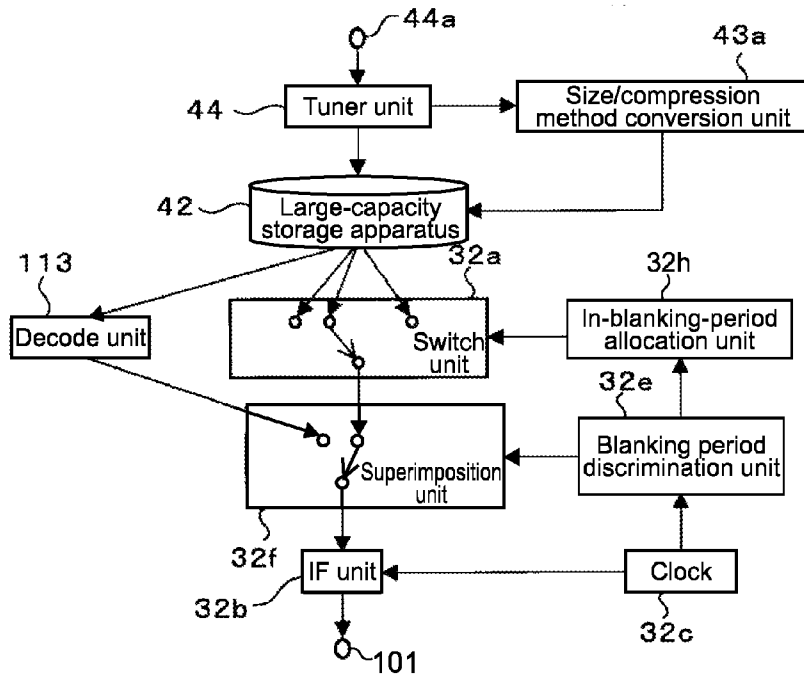 44a
43a
44
Tuner unit
Size/compression
method conversion unit
42
Large-capacity
storage apparatus
113
32a
32h
Decode unit
Switch
unit
In-blanking-period
allocation unit
32e
Superimposition
unit
Blanking period
discrimination unit
32f
IF unit
Clock
32b
32c
101